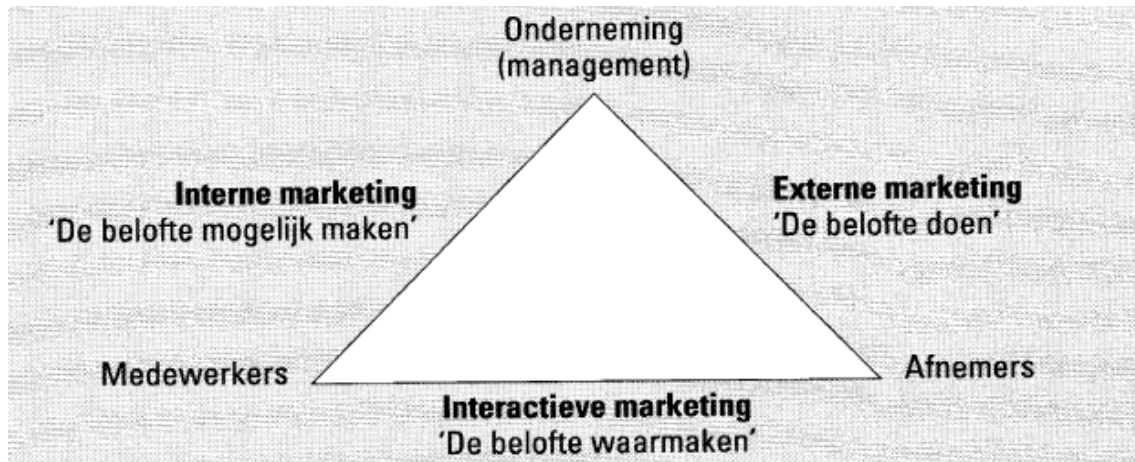 Onderneming
(management)
Interne marketing
'De belofte mogelijk maken'
Externe marketing
'De belofte doen'
Medewerkers
Afnemers
Interactieve marketing
'De belofte waarmaken'